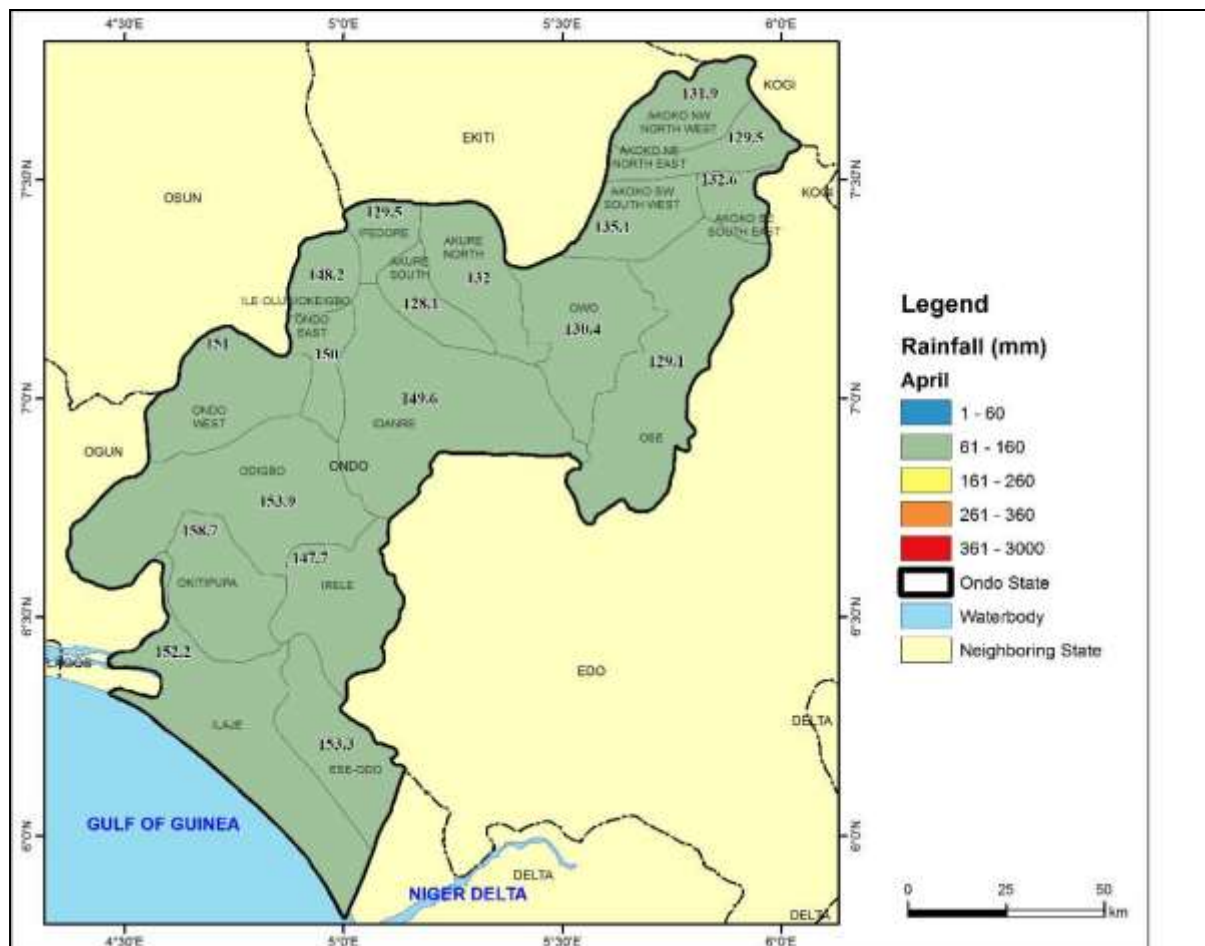 4°30'E 5°0'E 5°30'E 6°0'E
KOGI
131.9
AKOKO NW
NORTH WEST
129.5
EKITI
AKOKO NE
NORTH EAST
7°30'N
7°30'N
132.6
KOGI
OSUN
AKOKO SW
SOUTH WEST
129.5
IFEDORE
135.1
AKOKO SE
SOUTH EAST
AKURE
NORTH
AKURE
SOUTH
148.2
132
ILE-OLUJI/OKEIGBO
128.1
OWO
ONDO
EAST
130.4
151
150
129.1
7°0'N
7°0'N
149.6
ONDO
WEST
IDANRE
OSE
OGUN
ODIGBO
ONDO
153.9
158.7
147.7
OKITIPUPA
IRELE
6°30'N
6°30'N
152.2
LAGOS
EDO
ILAJE
DELTA
153.3
ESE-ODO
GULF OF GUINEA
6°0'N
6°0'N
DELTA
NIGER DELTA
DELTA
4°30'E 5°0'E 5°30'E 6°0'E
Legend
Rainfall (mm)
April
1 - 60
61 - 160
161 - 260
261 - 360
361 - 3000
Ondo State
Waterbody
Neighboring State
0 25 50
km